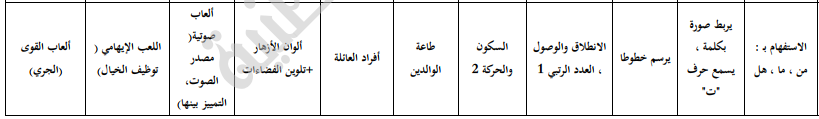 الاستفهام بـ :
من ، ما ، هل
يربط صورة
بكلمة ،
يسمع حرف
"ت"
يرسم خطوطا
الانطلاق والوصول
، العدد الرتبي 1
السكون
والحركة 2
طاعة
الوالدين
أفراد العائلة
ألوان الأزهار
+تلوين الفضاءات
ألعاب
صوتية(
مصدر
الصوت،
التمييز بينها)
اللعب الإيهامي (
توظيف الخيال)
ألعاب القوى
(الجري)